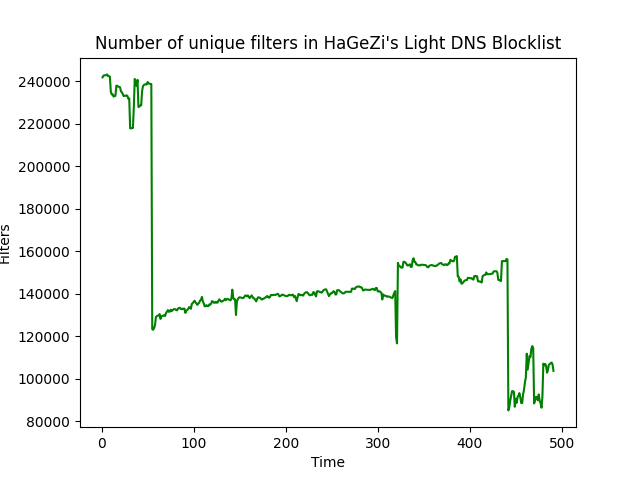 Number of unique filters in HaGeZi's Light DNS Blocklist
240000
220000
200000
180000
160000
140000
120000
100000
80000
Filters
0 100 200 300 400 500
Time